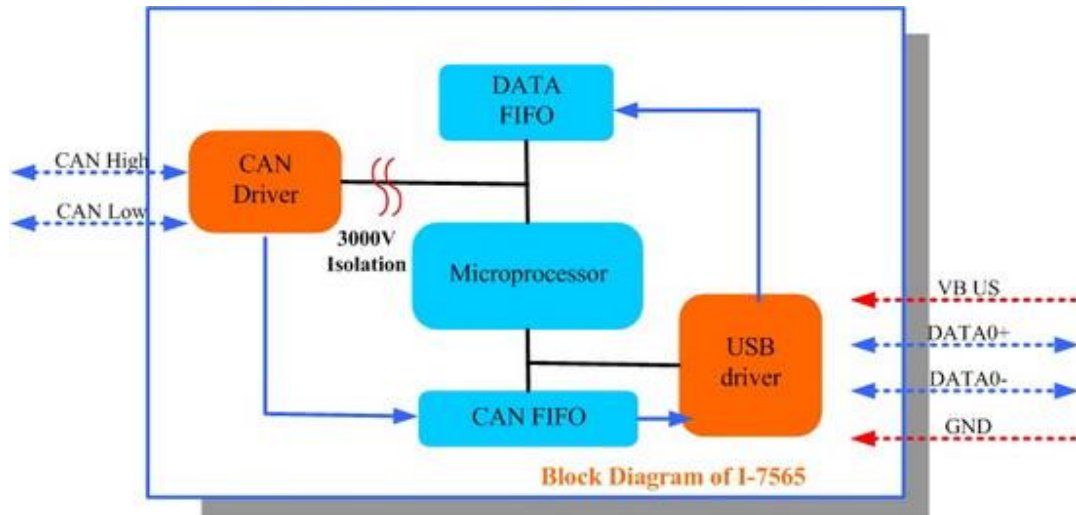 DATA
FIFO
CAN High
CAN
Driver
CAN Low
3000V
Isolation
Microprocessor
VB US
DATA0+
USB
driver
DATA0-
CAN FIFO
GND
Block Diagram of I-7565